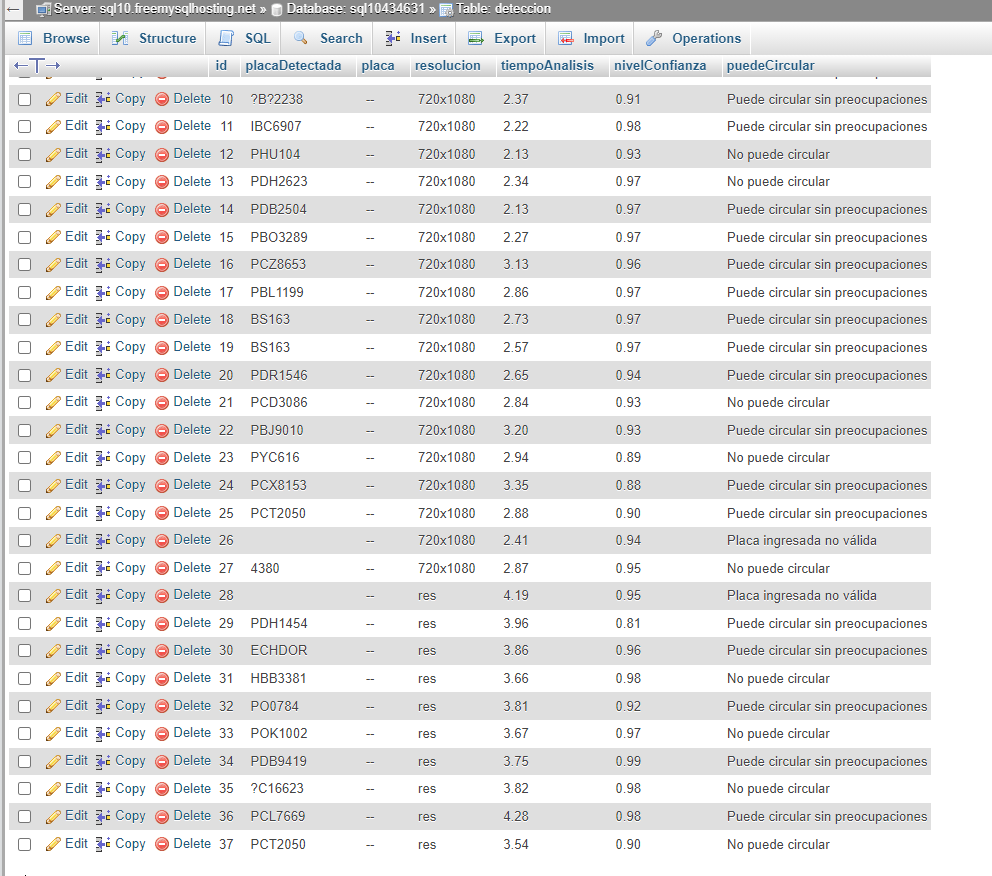 Server: sql10.freemysqlhosting.net » Database: sql10434631 » Table: deteccion
Browse Structure SQL Search Insert Export Import Operations
←T→ id placaDetectada placa resolucion tiempoAnalisis nivelConfianza puedeCircular
Edit Copy Delete 10 ?B?2238 -- 720x1080 2.37 0.91 Puede circular sin preocupaciones
Edit Copy Delete 11 IBC6907 -- 720x1080 2.22 0.98 Puede circular sin preocupaciones
Edit Copy Delete 12 PHU104 -- 720x1080 2.13 0.93 No puede circular
Edit Copy Delete 13 PDH2623 -- 720x1080 2.34 0.97 No puede circular
Edit Copy Delete 14 PDB2504 -- 720x1080 2.13 0.97 Puede circular sin preocupaciones
Edit Copy Delete 15 PBO3289 -- 720x1080 2.27 0.97 Puede circular sin preocupaciones
Edit Copy Delete 16 PCZ8653 -- 720x1080 3.13 0.96 Puede circular sin preocupaciones
Edit Copy Delete 17 PBL1199 -- 720x1080 2.86 0.97 Puede circular sin preocupaciones
Edit Copy Delete 18 BS163 -- 720x1080 2.73 0.97 Puede circular sin preocupaciones
Edit Copy Delete 19 BS163 -- 720x1080 2.57 0.97 Puede circular sin preocupaciones
Edit Copy Delete 20 PDR1546 -- 720x1080 2.65 0.94 Puede circular sin preocupaciones
Edit Copy Delete 21 PCD3086 -- 720x1080 2.84 0.93 No puede circular
Edit Copy Delete 22 PBJ9010 -- 720x1080 3.20 0.93 Puede circular sin preocupaciones
Edit Copy Delete 23 PYC616 -- 720x1080 2.94 0.89 No puede circular
Edit Copy Delete 24 PCX8153 -- 720x1080 3.35 0.88 Puede circular sin preocupaciones
Edit Copy Delete 25 PCT2050 -- 720x1080 2.88 0.90 Puede circular sin preocupaciones
Edit Copy Delete 26 -- 720x1080 2.41 0.94 Placa ingresada no válida
Edit Copy Delete 27 4380 -- 720x1080 2.87 0.95 No puede circular
Edit Copy Delete 28 -- res 4.19 0.95 Placa ingresada no válida
Edit Copy Delete 29 PDH1454 -- res 3.96 0.81 Puede circular sin preocupaciones
Edit Copy Delete 30 ECHDOR -- res 3.86 0.96 Puede circular sin preocupaciones
Edit Copy Delete 31 HBB3381 -- res 3.66 0.98 No puede circular
Edit Copy Delete 32 PO0784 -- res 3.81 0.92 Puede circular sin preocupaciones
Edit Copy Delete 33 POK1002 -- res 3.67 0.97 No puede circular
Edit Copy Delete 34 PDB9419 -- res 3.75 0.99 Puede circular sin preocupaciones
Edit Copy Delete 35 ?C16623 -- res 3.82 0.98 No puede circular
Edit Copy Delete 36 PCL7669 -- res 4.28 0.98 Puede circular sin preocupaciones
Edit Copy Delete 37 PCT2050 -- res 3.54 0.90 No puede circular